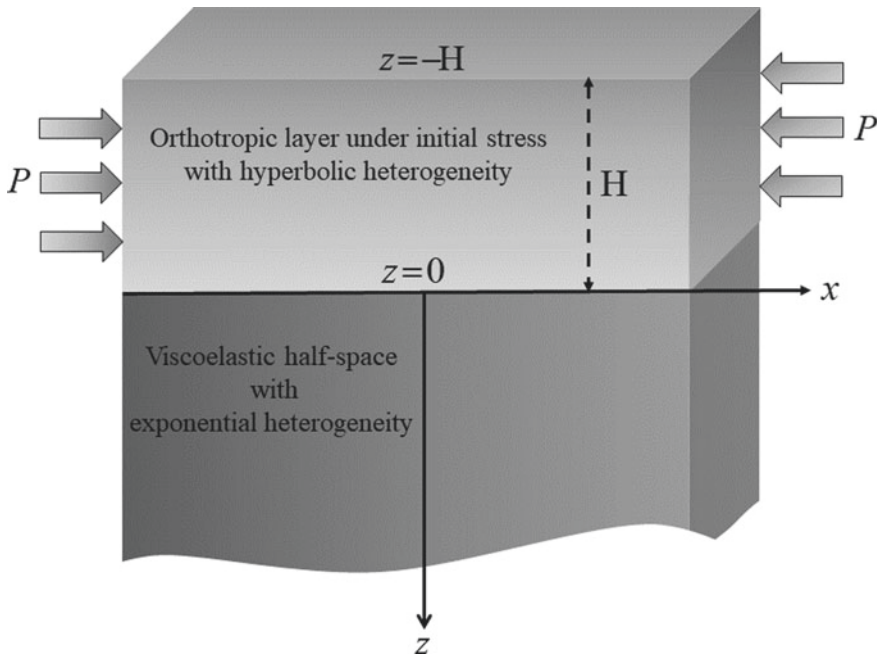 z=–H
Orthotropic layer under initial stress
with hyperbolic heterogeneity
P
P
H
z=0
x
Viscoelastic half-space
with
exponential heterogeneity
z